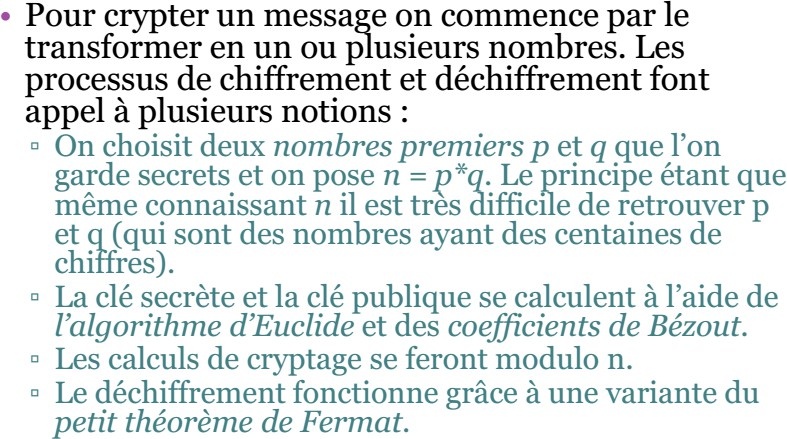 • Pour crypter un message on commence par le
transformer en un ou plusieurs nombres. Les
processus de chiffrement et déchiffrement font
appel à plusieurs notions :
▫ On choisit deux nombres premiers p et q que l’on
garde secrets et on pose n = p*q. Le principe étant que
même connaissant n il est très difficile de retrouver p
et q (qui sont des nombres ayant des centaines de
chiffres).
▫ La clé secrète et la clé publique se calculent à l’aide de
l’algorithme d’Euclide et des coefficients de Bézout.
▫ Les calculs de cryptage se feront modulo n.
▫ Le déchiffrement fonctionne grâce à une variante du
petit théorème de Fermat.